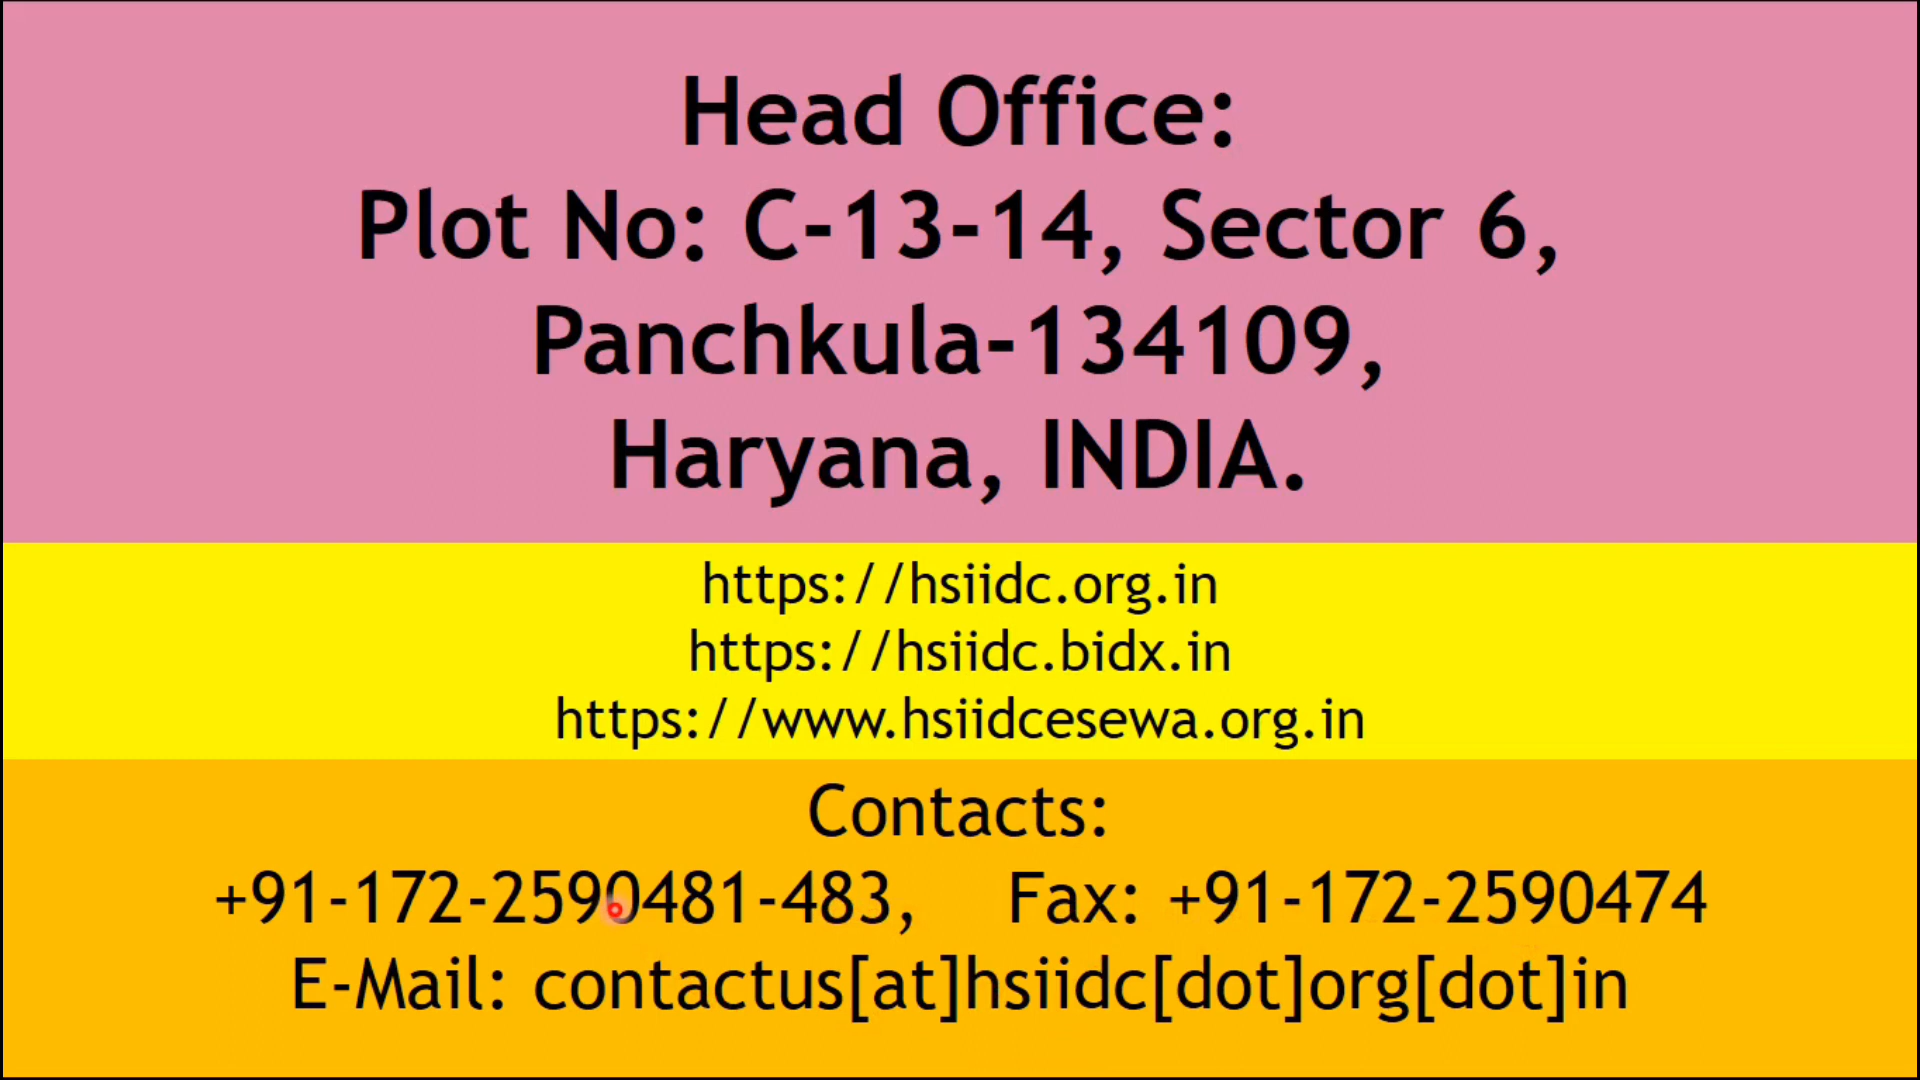 Head Office:
Plot No: C-13-14, Sector 6,
Panchkula-134109,
Haryana, INDIA.
https://hsiidc.org.in
https://hsiidc.bidx.in
https://www.hsiidcesewa.org.in
Contacts:
+91-172-2590481-483, Fax: +91-172-2590474
E-Mail: contactus[at]hsiidc[dot]org[dot]in